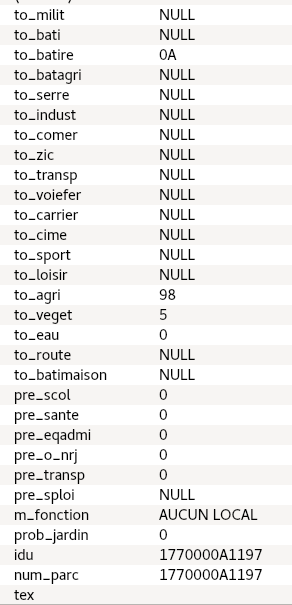 to_milit NULL
to_bati NULL
to_batire 0A
to_batagri NULL
to_serre NULL
to_indust NULL
to_comer NULL
to_zic NULL
to_transp NULL
to_voiefer NULL
to_carrier NULL
to_cime NULL
to_sport NULL
to_loisir NULL
to_agri 98
to_veget 5
to_eau 0
to_route NULL
to_batimaison NULL
pre_scol 0
pre_sante 0
pre_eqadmi 0
pre_o_nrj 0
pre_transp 0
pre_sploi NULL
m_fonction AUCUN LOCAL
prob_jardin 0
idu 1770000A1197
num_parc 1770000A1197
tex